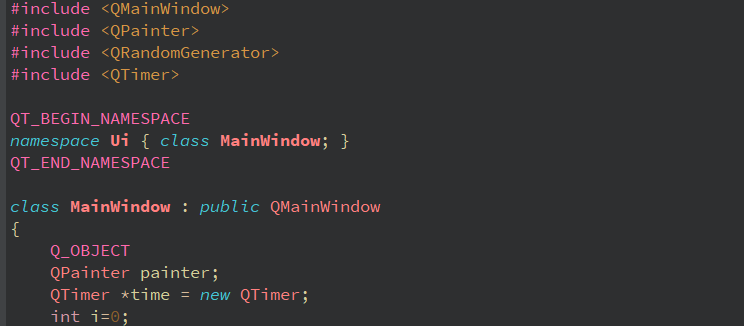 #include <QMainWindow>
#include <QPainter>
#include <QRandomGenerator>
#include <QTimer>

QT_BEGIN_NAMESPACE
namespace Ui { class MainWindow; }
QT_END_NAMESPACE

class MainWindow : public QMainWindow
{
    Q_OBJECT
    QPainter painter;
    QTimer *time = new QTimer;
    int i=0;